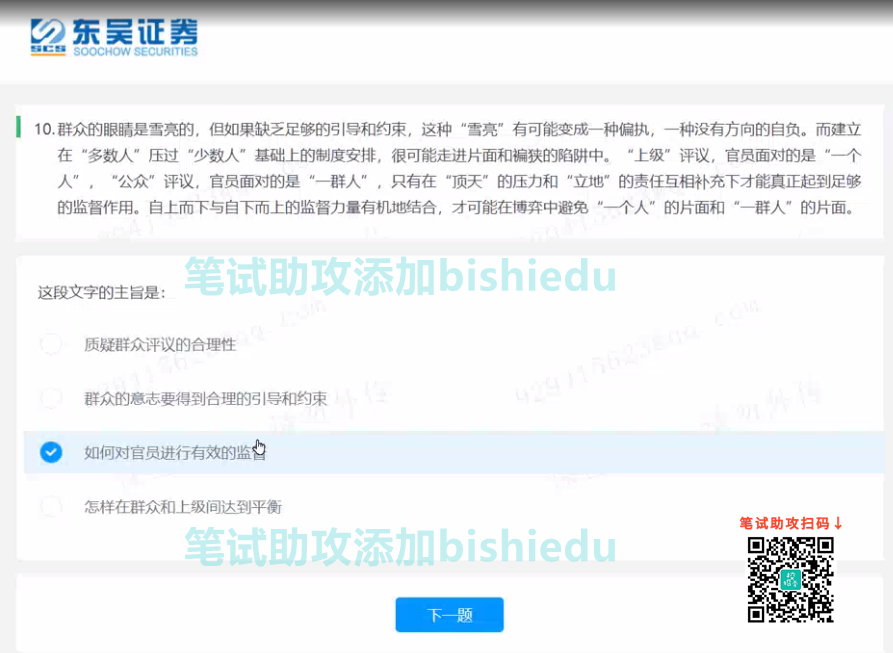 东吴证券
SCS SOOCHOW SECURITIES
10. 群众的眼睛是雪亮的，但如果缺乏足够的引导和约束，这种“雪亮”有可能变成一种偏执，一种没有方向的自负。而建立
在“多数人”压过“少数人”基础上的制度安排，很可能走进片面和褊狭的陷阱中。“上级”评议，官员面对的是“一个
人”，“公众”评议，官员面对的是“一群人”，只有在“顶天”的压力和“立地”的责任互相补充下才能真正起到足够
的监督作用。自上而下与自下而上的监督力量有机地结合，才可能在博弈中避免“一个人”的片面和“一群人”的片面。
笔试助攻添加bishiedu
这段文字的主旨是：
质疑群众评议的合理性
群众的意志要得到合理的引导和约束
如何对官员进行有效的监督
怎样在群众和上级间达到平衡
笔试助攻扫码↓
笔试助攻添加bishiedu
下一题